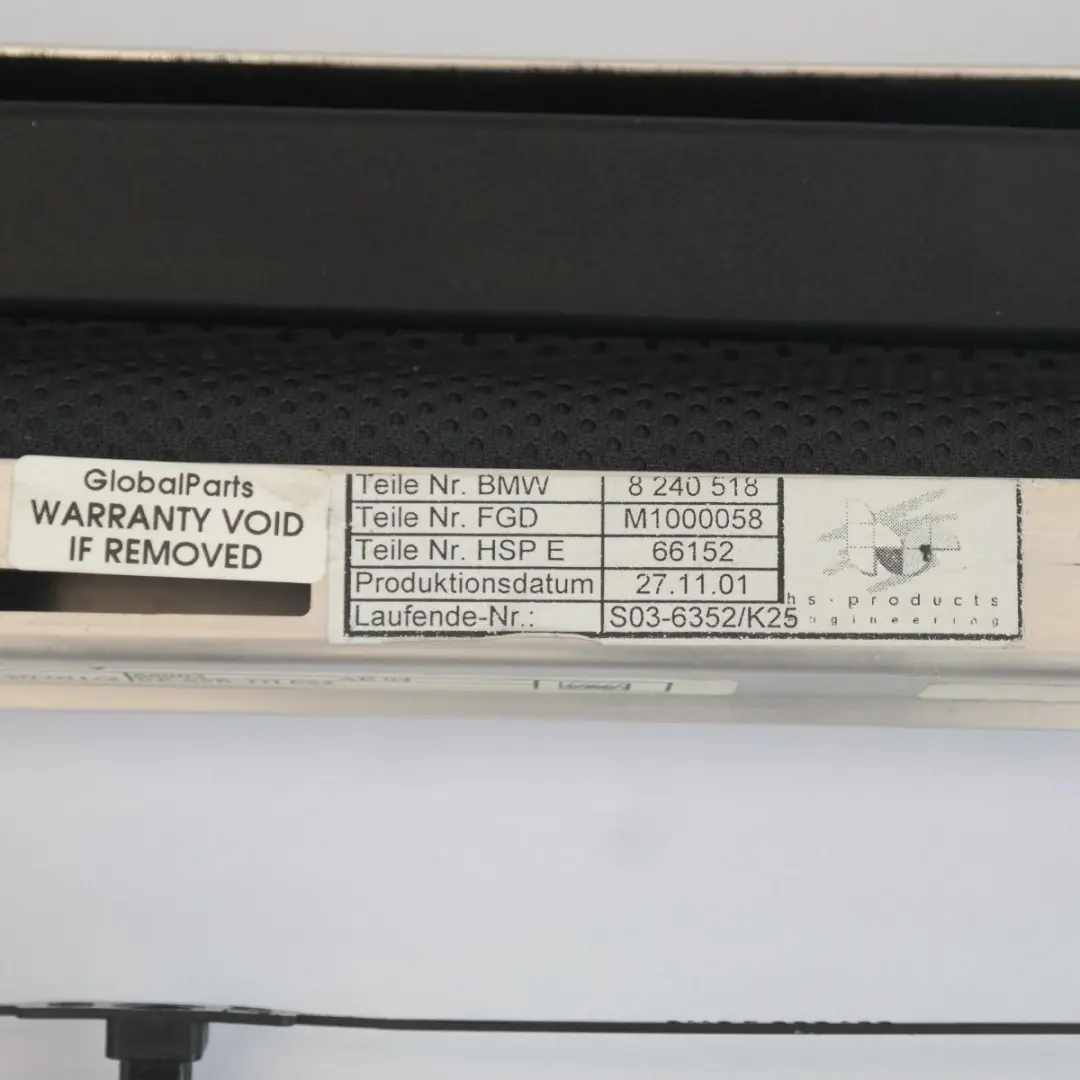 GlobalParts
WARRANTY VOID
IF REMOVED
Teile Nr. BMW 8 240 518
Teile Nr. FGD M1000058
Teile Nr. HSP E 66152
Produktionsdatum 27.11.01
Laufende-Nr.: S03-6352/K25
hs·products
ngineering